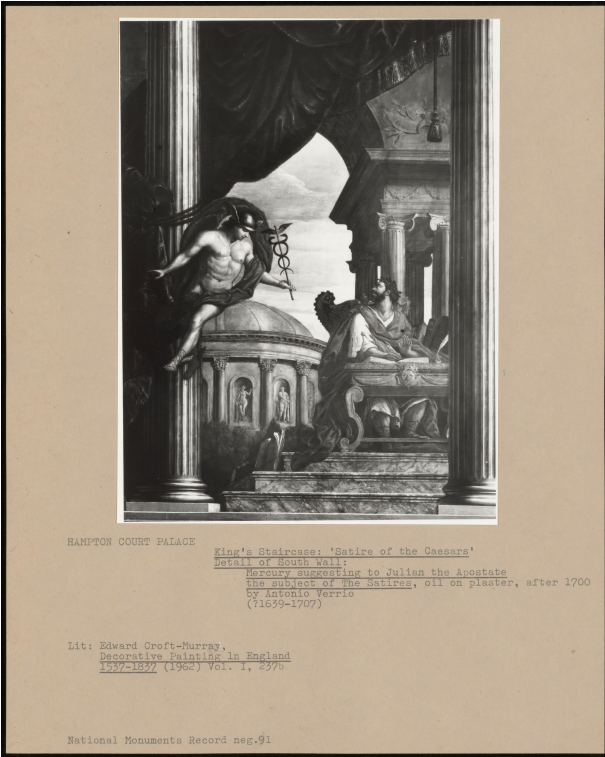 HAMPTON COURT PALACE
King's Staircase: 'Satire of the Caesars'
Detail of South Wall:
Mercury suggesting to Julian the Apostate
the subject of The Satires, oil on plaster, after 1700
by Antonio Verrio
(?1639-1707)
Lit: Edward Croft-Murray,
Decorative Painting in England
1537-1837 (1962) Vol. I, 237b
National Monuments Record neg.91